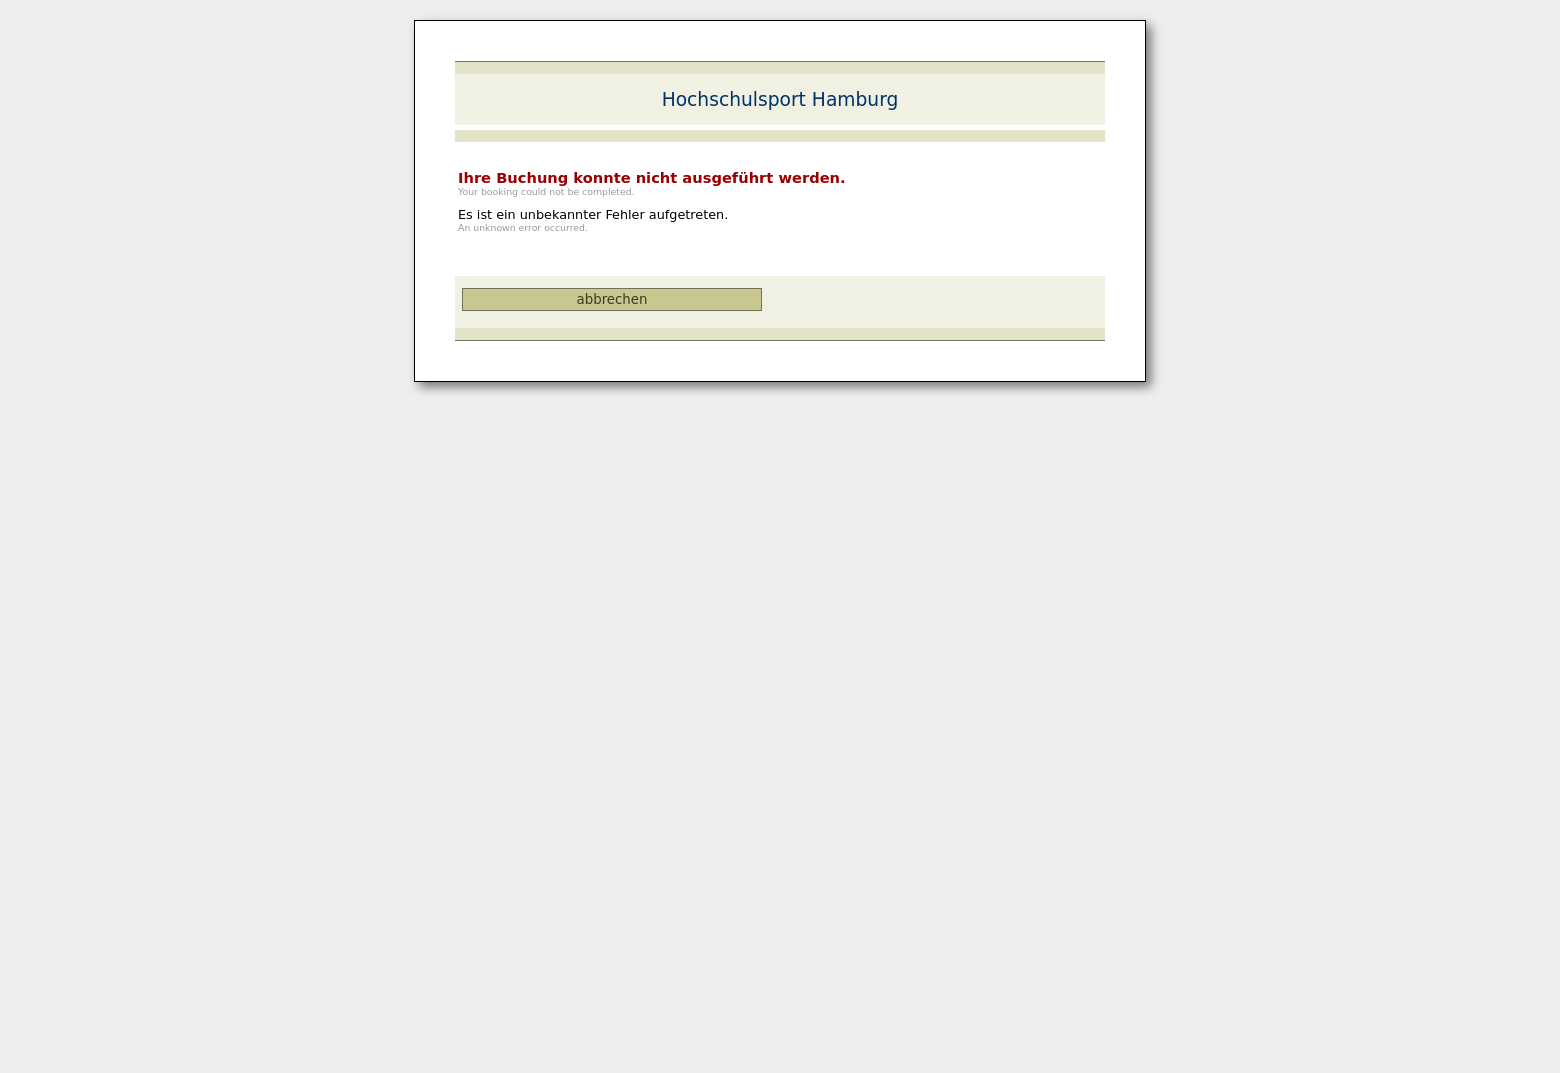 Hochschulsport Hamburg
Ihre Buchung konnte nicht ausgeführt werden.
Your booking could not be completed.
Es ist ein unbekannter Fehler aufgetreten.
An unknown error occurred.
abbrechen